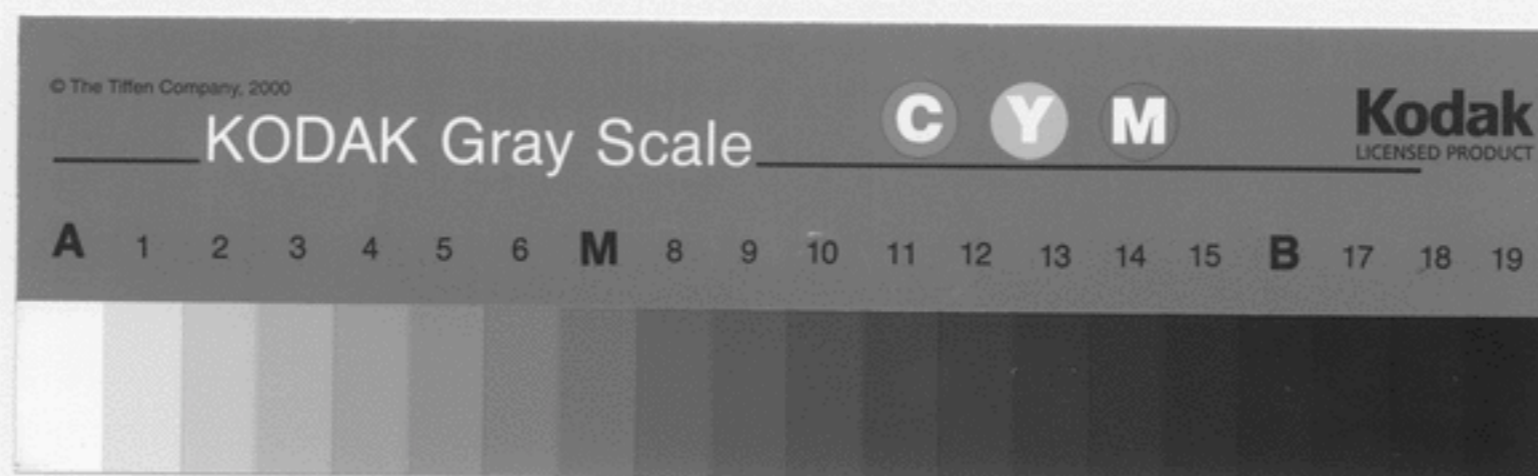 © The Tiffen Company, 2000
KODAK Gray Scale
C Y M
Kodak
LICENSED PRODUCT
A 1 2 3 4 5 6 M 8 9 10 11 12 13 14 15 B 17 18 19